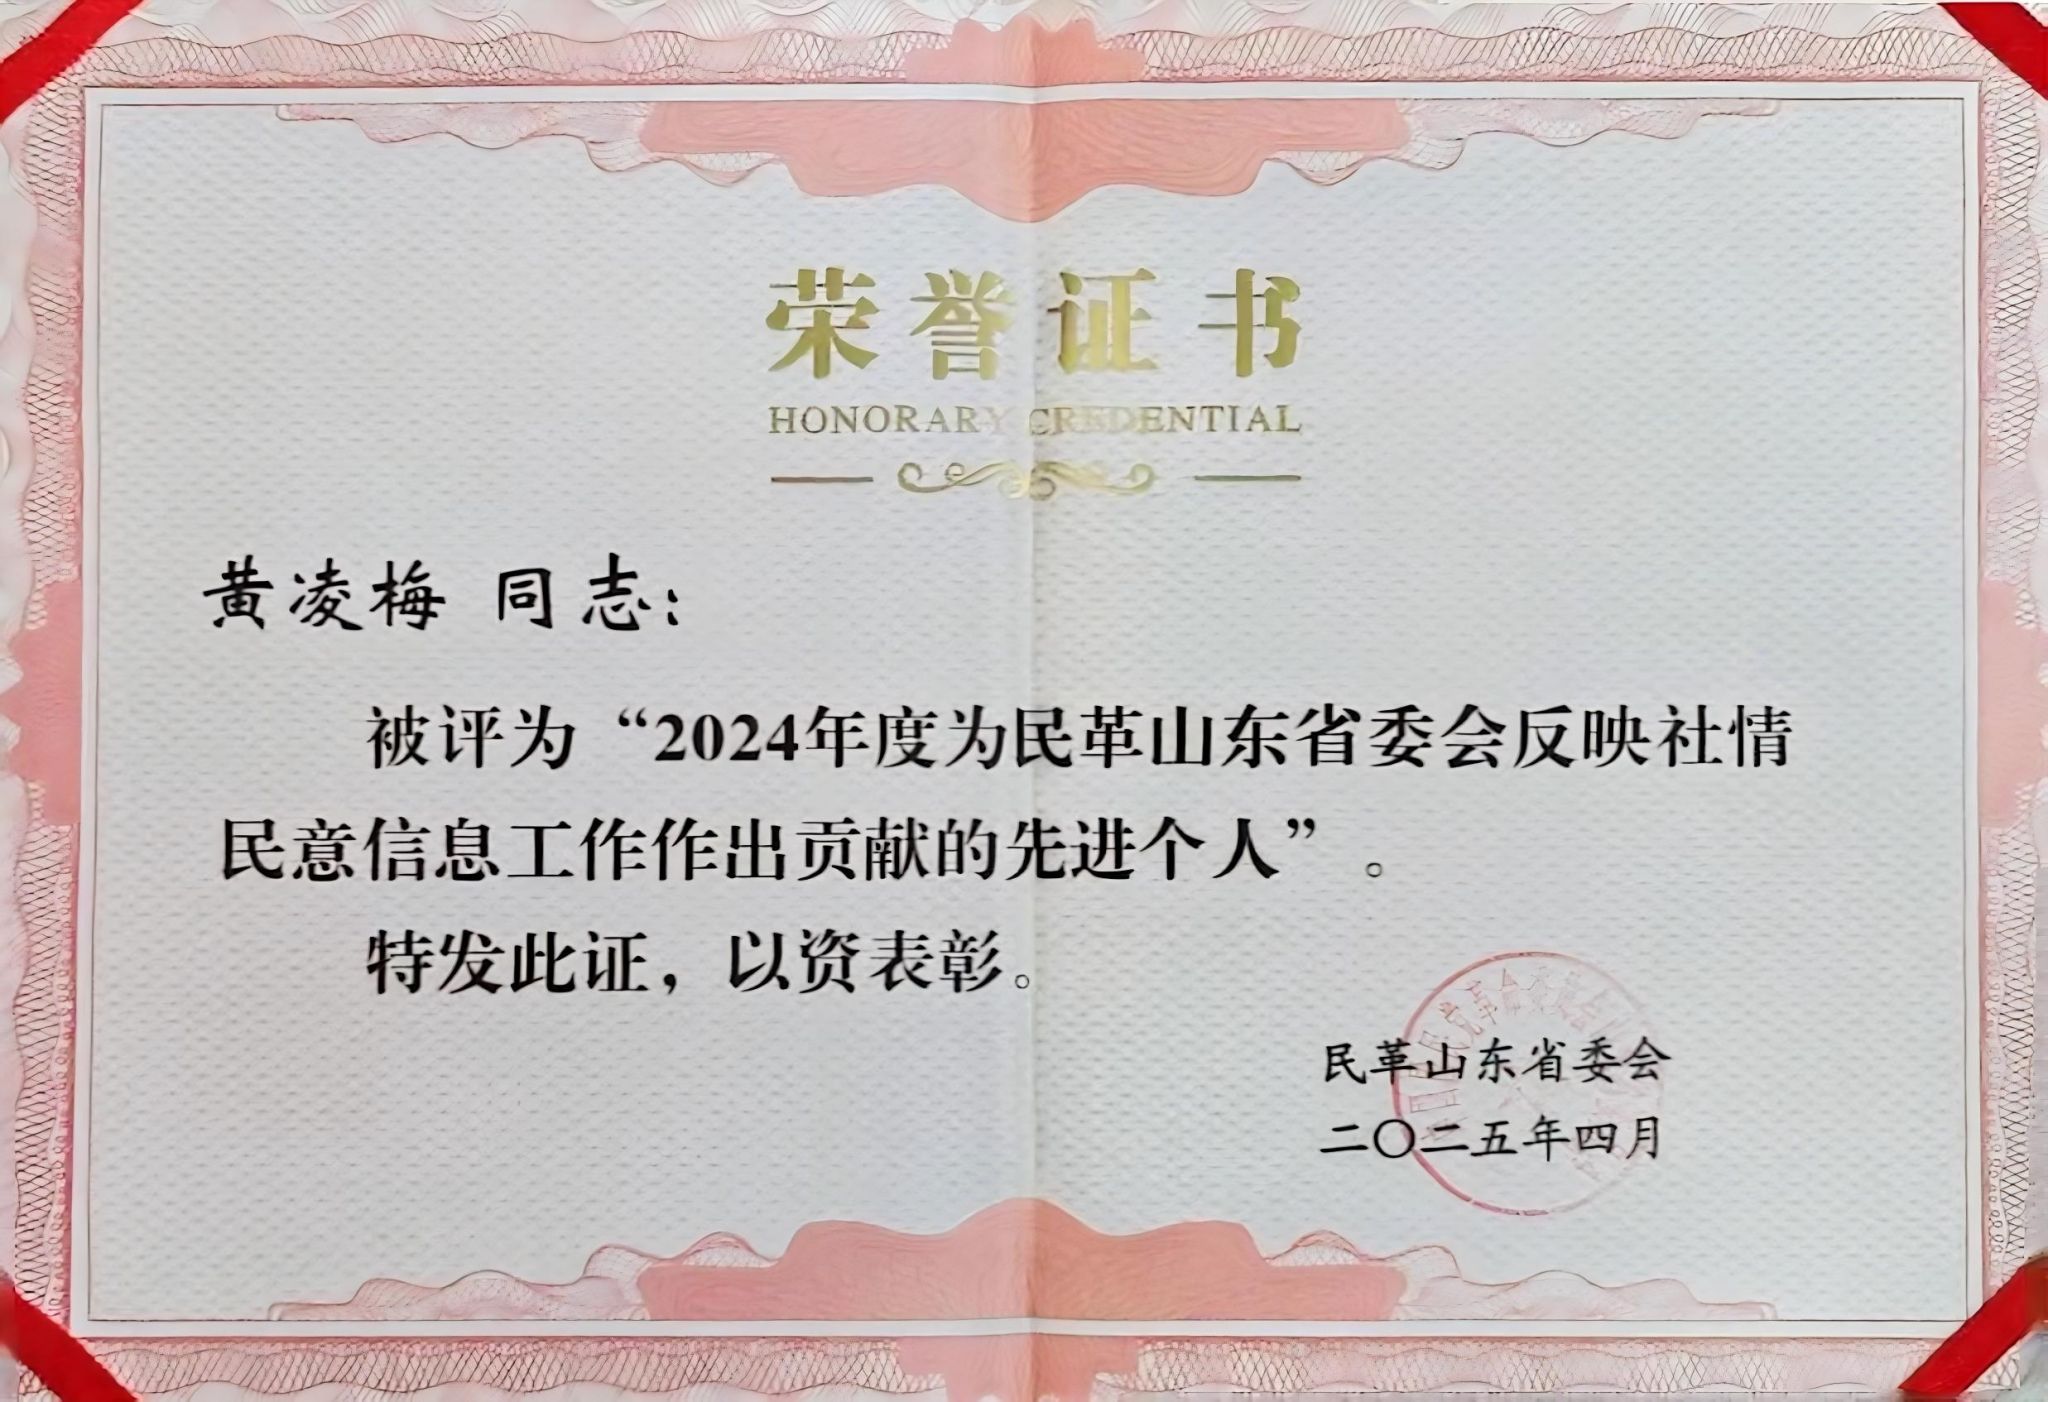 荣誉证书
HONORARY CREDENTIAL
黄凌梅 同志：
被评为“2024年度为民革山东省委会反映社情
民意信息工作作出贡献的先进个人”。
特发此证，以资表彰。
民革山东省委会
二〇二五年四月